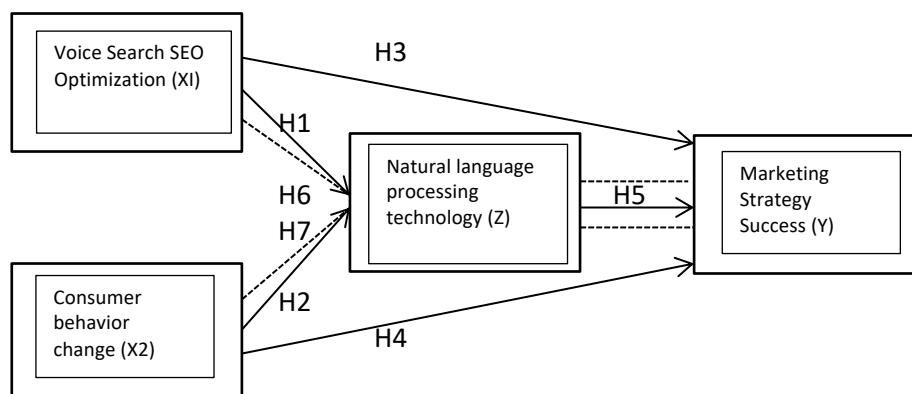 Voice Search SEO
Optimization (XI)
H3
H1
Natural language
processing
technology (Z)
Marketing
Strategy
Success (Y)
H6
H5
H7
Consumer
behavior
change (X2)
H2
H4